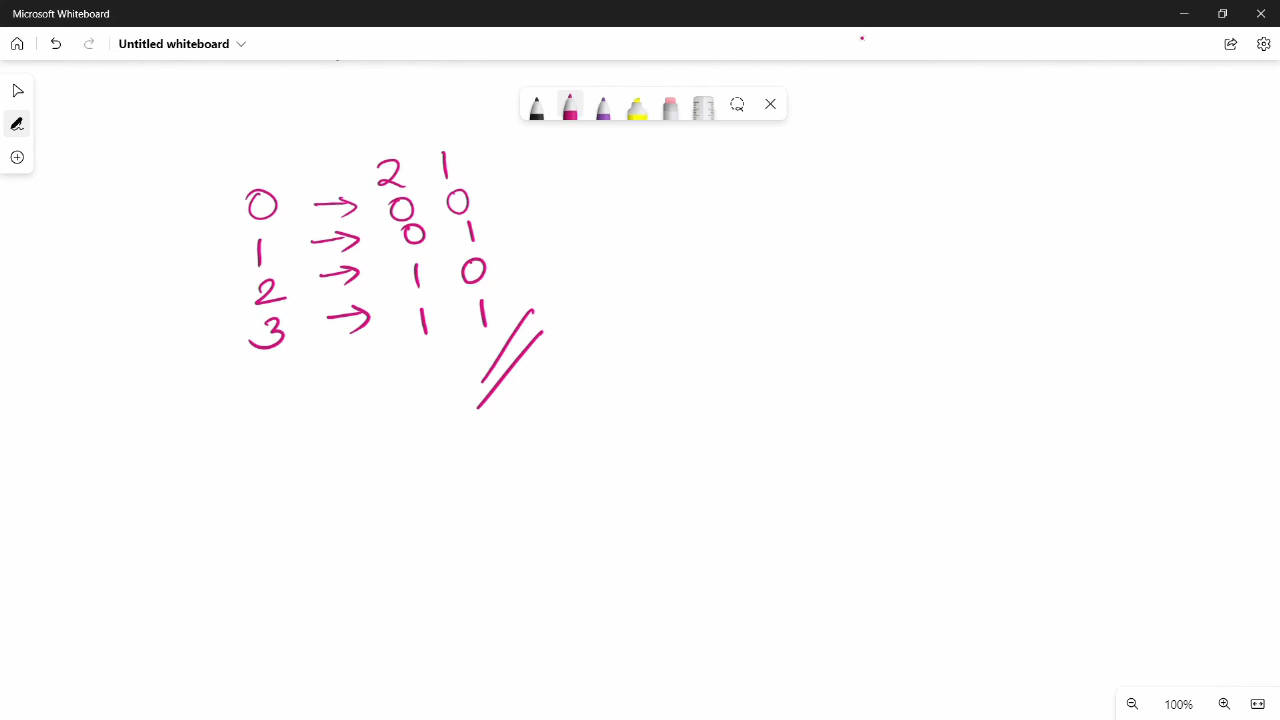 Microsoft Whiteboard
Untitled whiteboard
2 1
0 → 0 0
1 → 0 1
2 → 1 0
3 → 1 1
100%